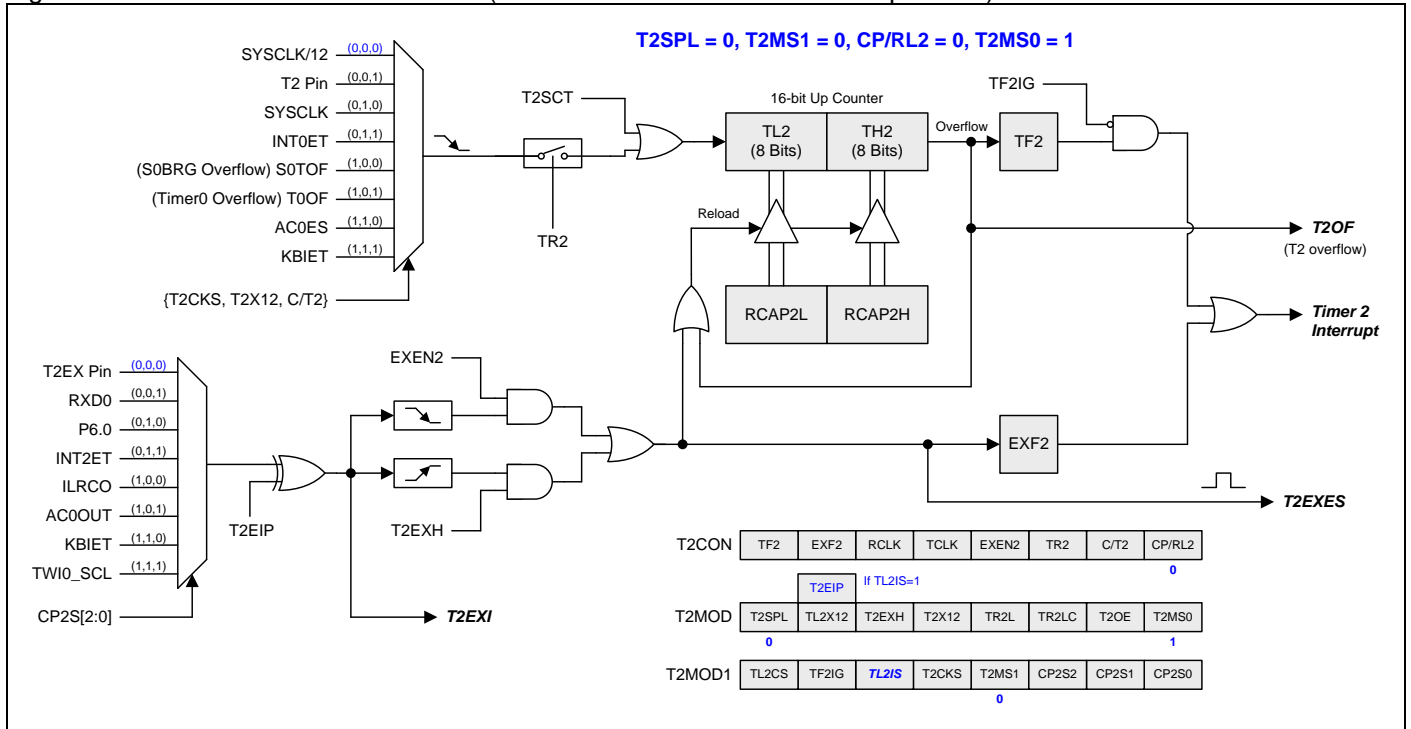 T2SPL = 0, T2MS1 = 0, CP/RL2 = 0, T2MS0 = 1
SYSCLK/12 (0,0,0)
T2 Pin (0,0,1)
SYSCLK (0,1,0)
INT0ET (0,1,1)
(S0BRG Overflow) S0TOF (1,0,0)
(Timer0 Overflow) T0OF (1,0,1)
AC0ES (1,1,0)
KBIET (1,1,1)
{T2CKS, T2X12, C/T2}
TR2
T2SCT
16-bit Up Counter
TL2 (8 Bits)
TH2 (8 Bits)
Overflow
TF2IG
TF2
Reload
RCAP2L
RCAP2H
T2OF
(T2 overflow)
Timer 2
Interrupt
T2EX Pin (0,0,0)
RXD0 (0,0,1)
P6.0 (0,1,0)
INT2ET (0,1,1)
ILRCO (1,0,0)
AC0OUT (1,0,1)
KBIET (1,1,0)
TWI0_SCL (1,1,1)
CP2S[2:0]
T2EIP
EXEN2
T2EXH
T2EXI
EXF2
T2EXES
T2CON TF2 EXF2 RCLK TCLK EXEN2 TR2 C/T2 CP/RL2
0
T2EIP If TL2IS=1
T2MOD T2SPL TL2X12 T2EXH T2X12 TR2L TR2LC T2OE T2MS0
0 1
T2MOD1 TL2CS TF2IG TL2IS T2CKS T2MS1 CP2S2 CP2S1 CP2S0
0